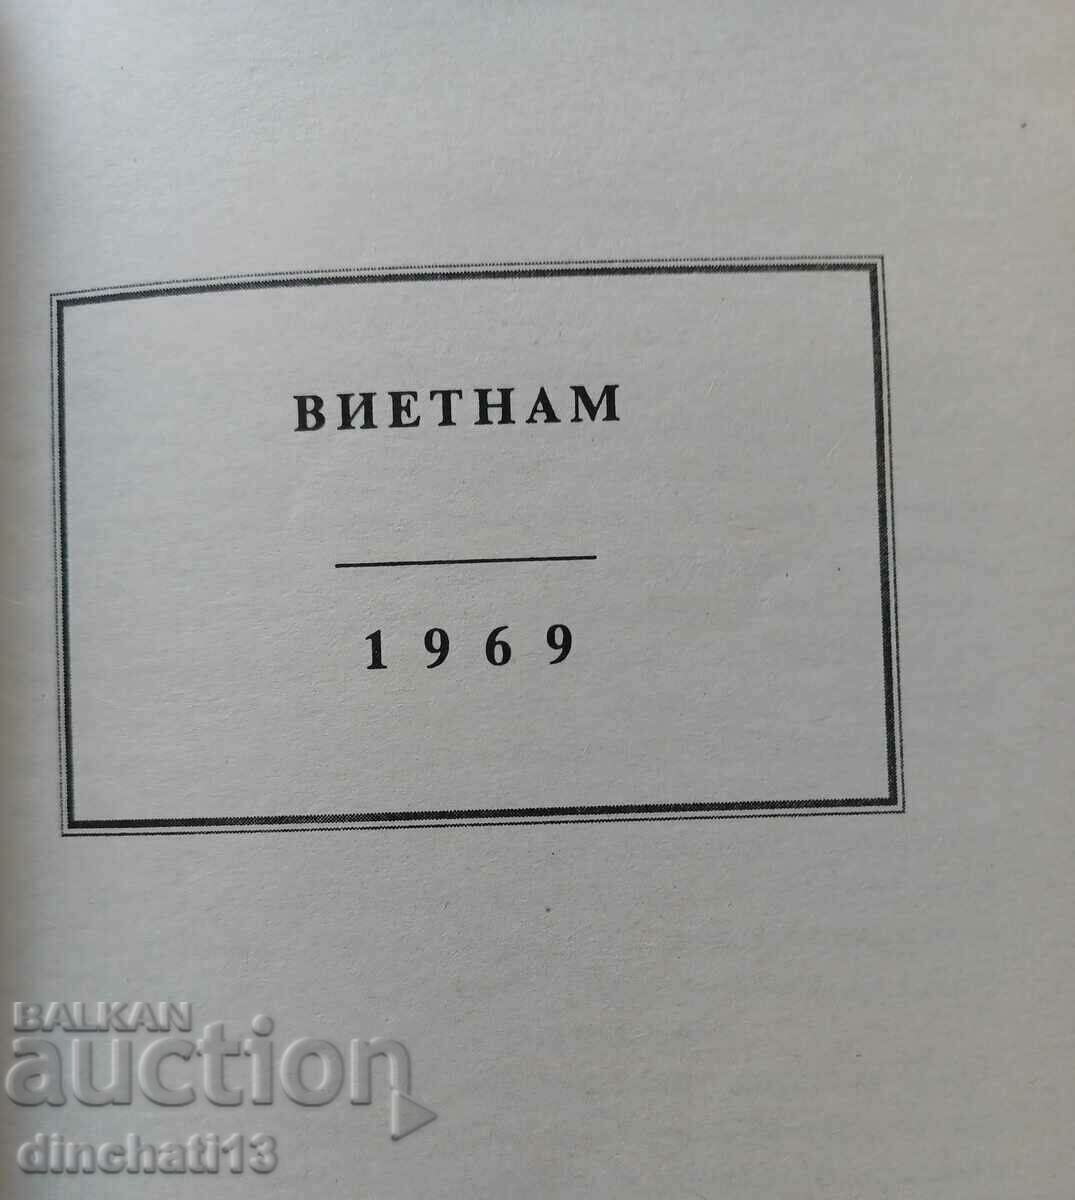 ВИЕТНАМ
1969
BALKAN
auction
dinchati13